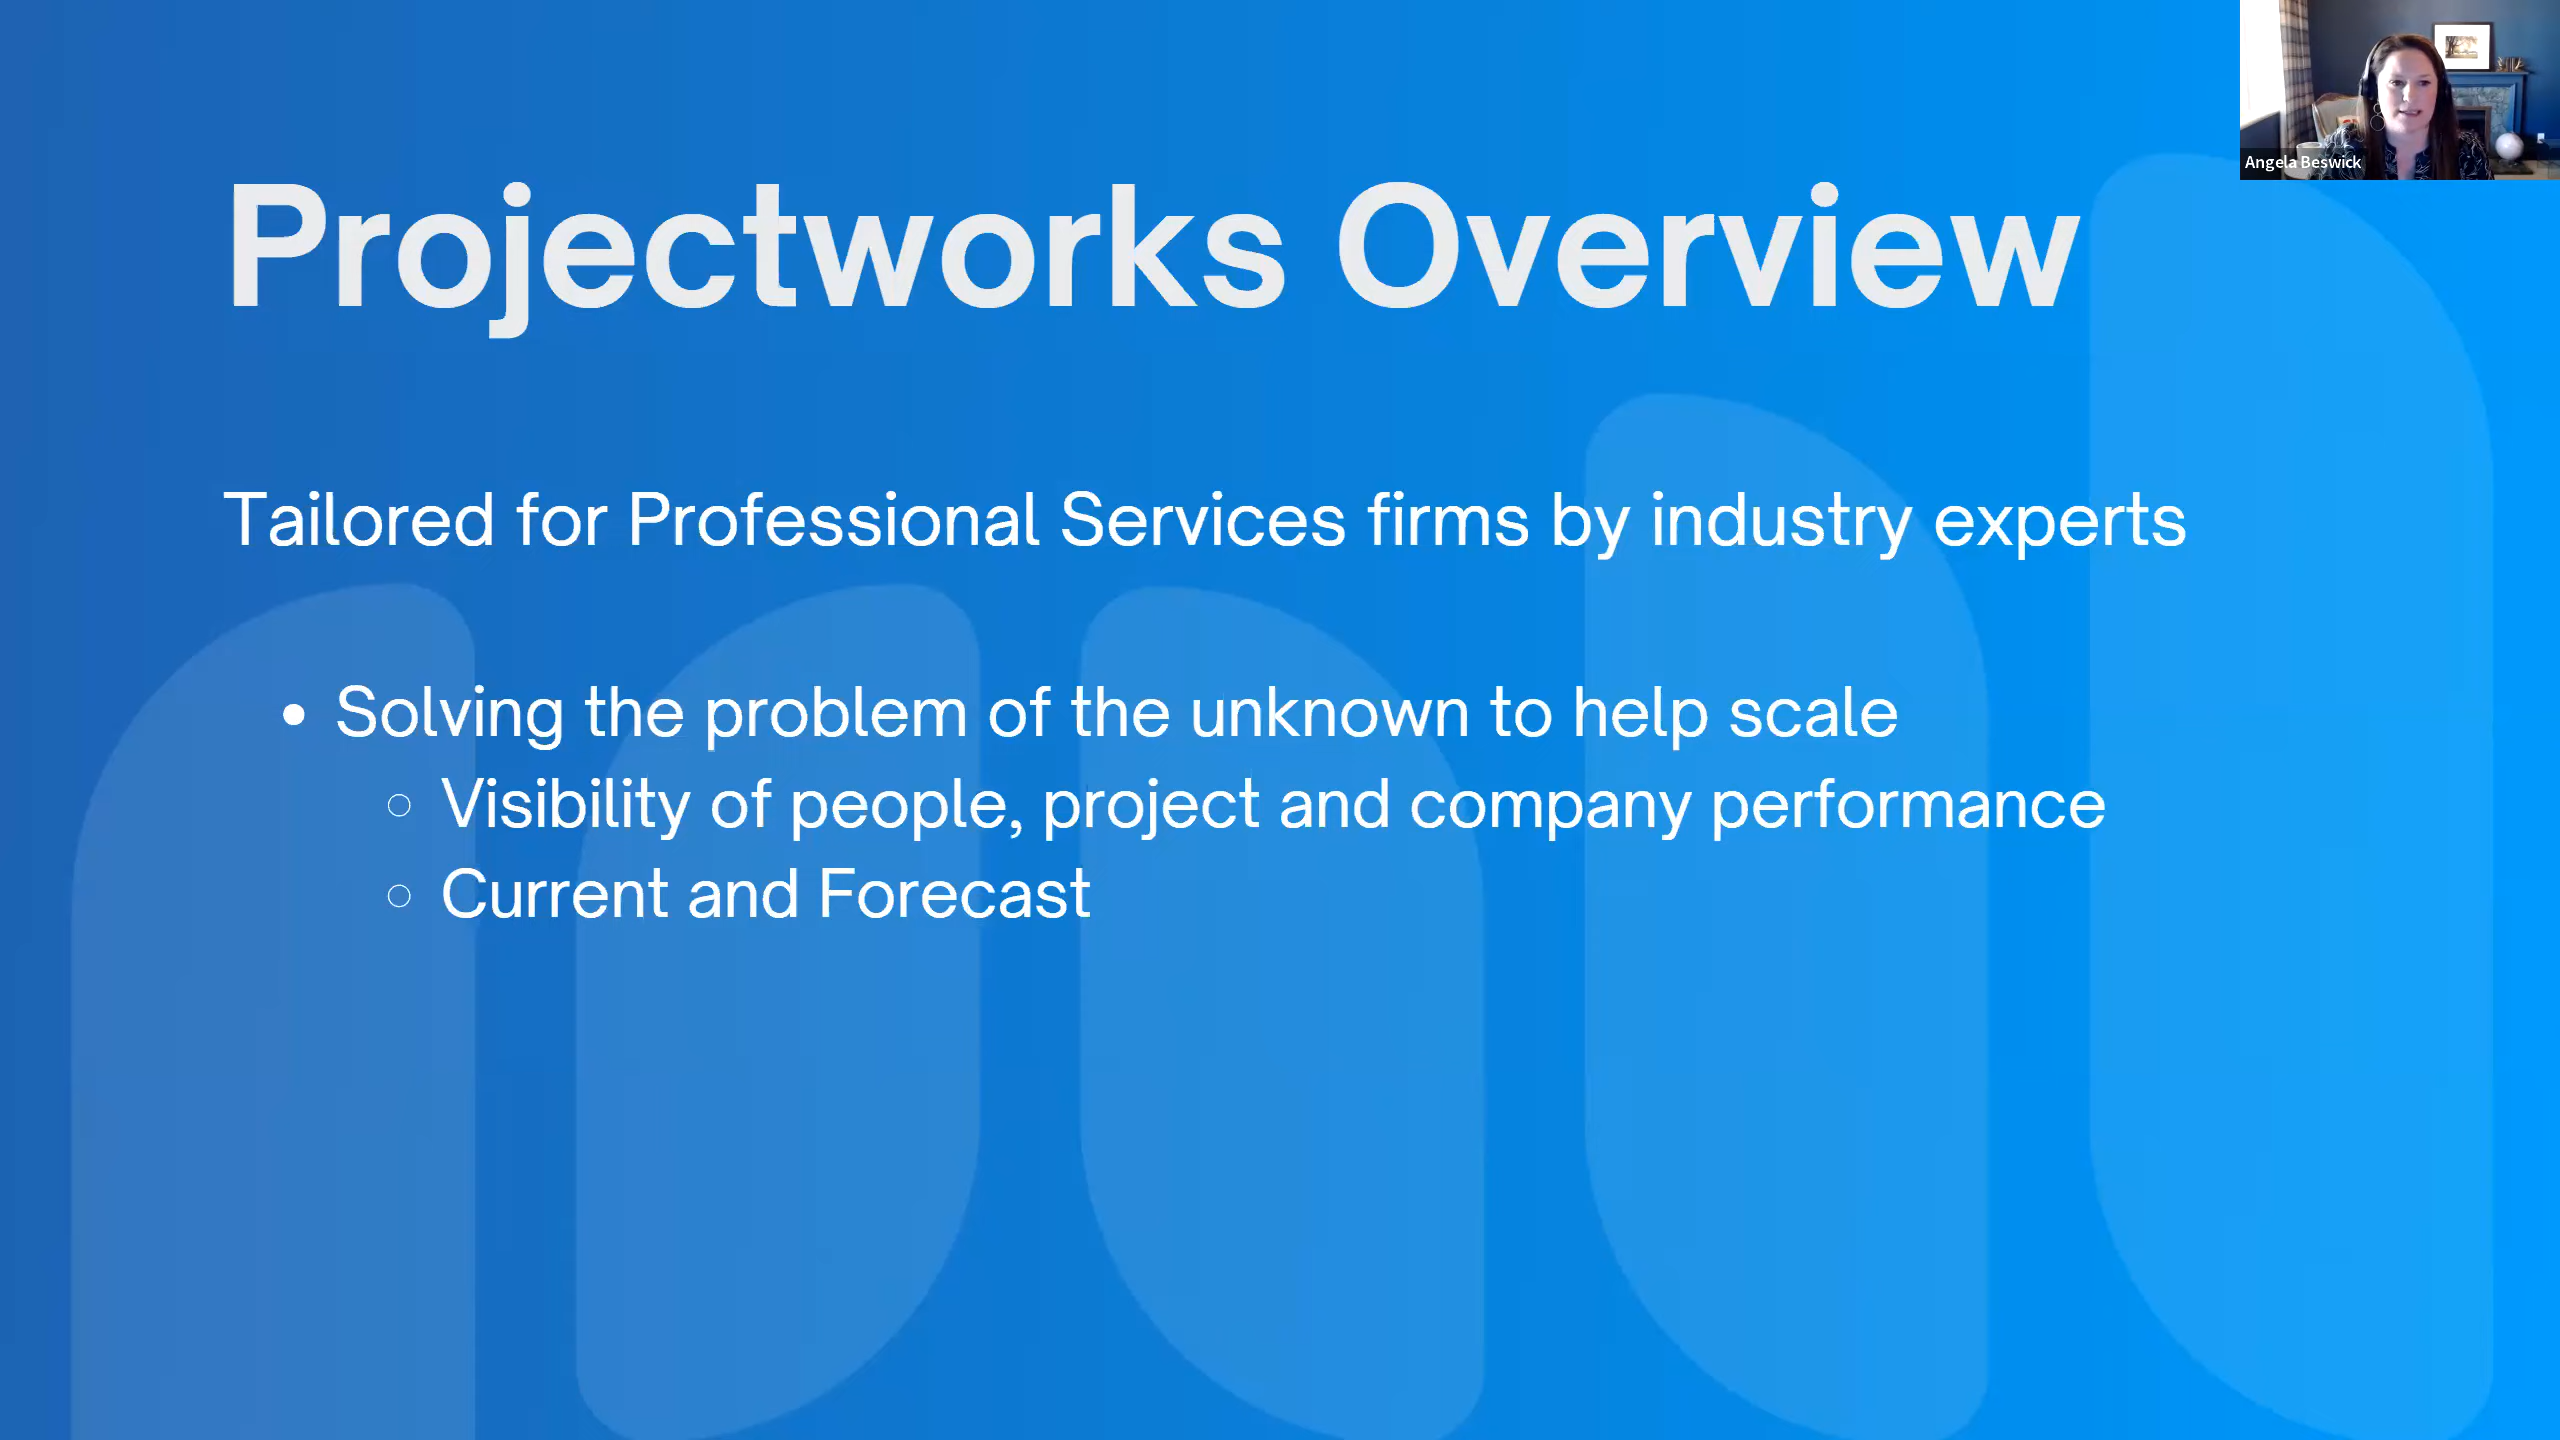 Projectworks Overview
Tailored for Professional Services firms by industry experts
• Solving the problem of the unknown to help scale
○ Visibility of people, project and company performance
○ Current and Forecast
Angela Beswick